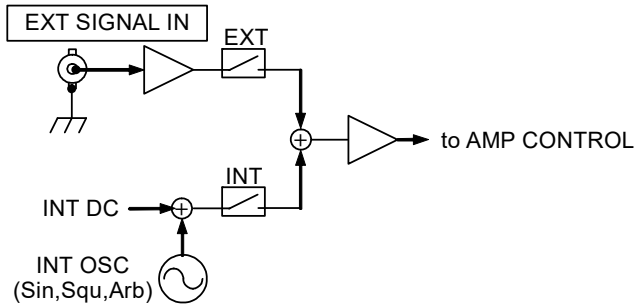 EXT SIGNAL IN
EXT
to AMP CONTROL
INT
INT DC
INT OSC
(Sin,Squ,Arb)